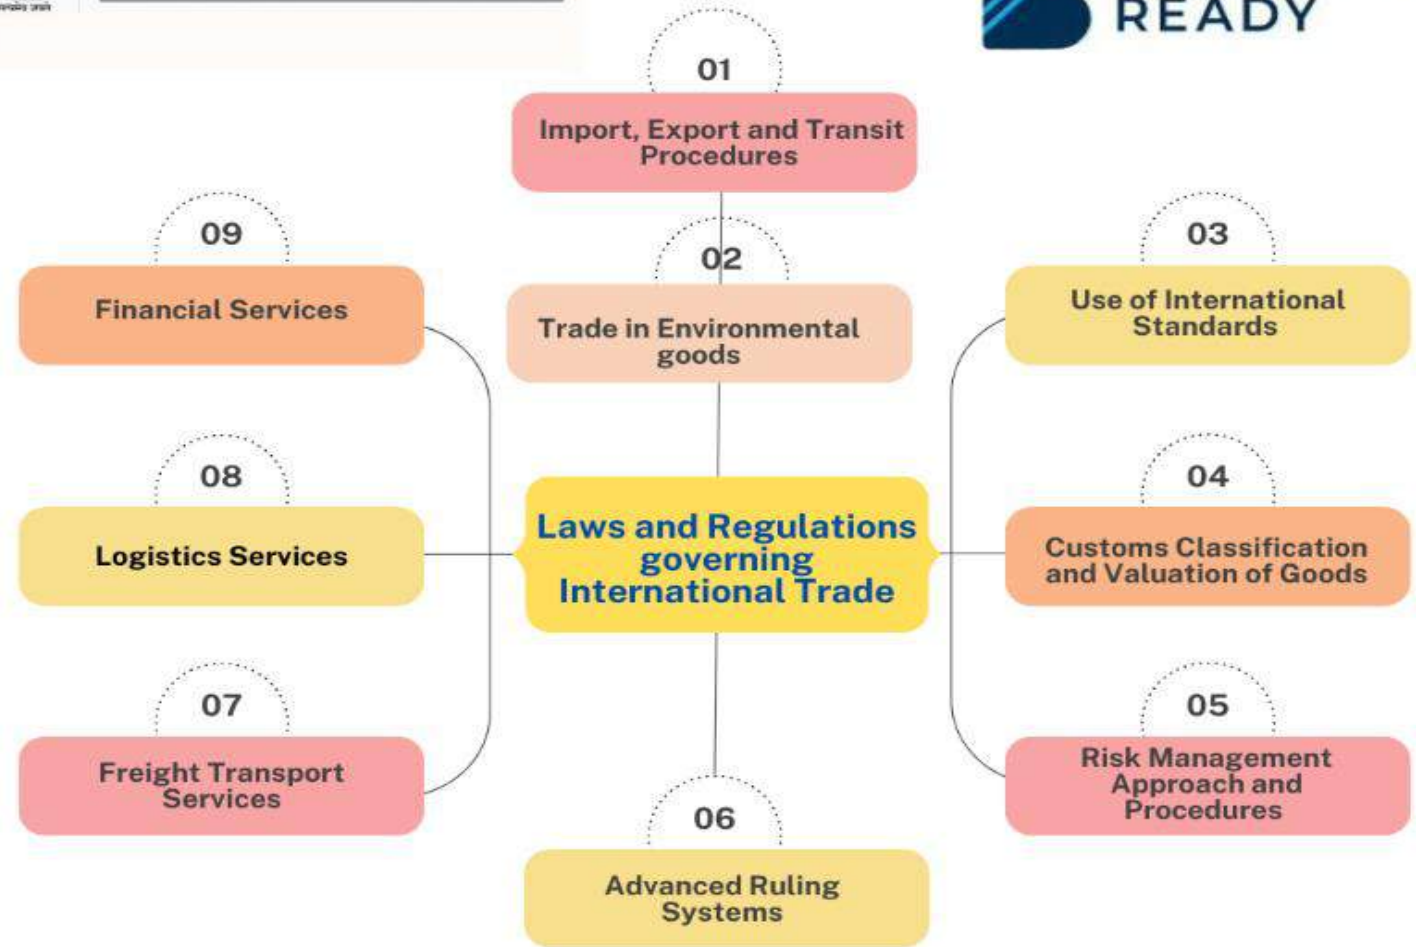 READY
01
Import, Export and Transit
Procedures
02
Trade in Environmental
goods
03
Use of International
Standards
04
Customs Classification
and Valuation of Goods
05
Risk Management
Approach and
Procedures
06
Advanced Ruling
Systems
07
Freight Transport
Services
08
Logistics Services
09
Financial Services
Laws and Regulations
governing
International Trade